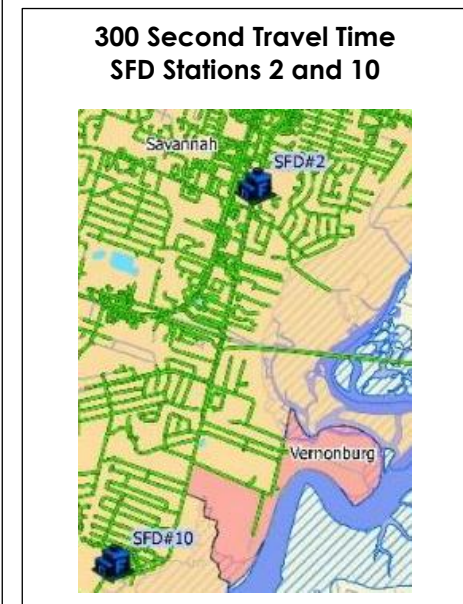 300 Second Travel Time
SFD Stations 2 and 10
Savannah
SFD#2
Vernonburg
SFD#10